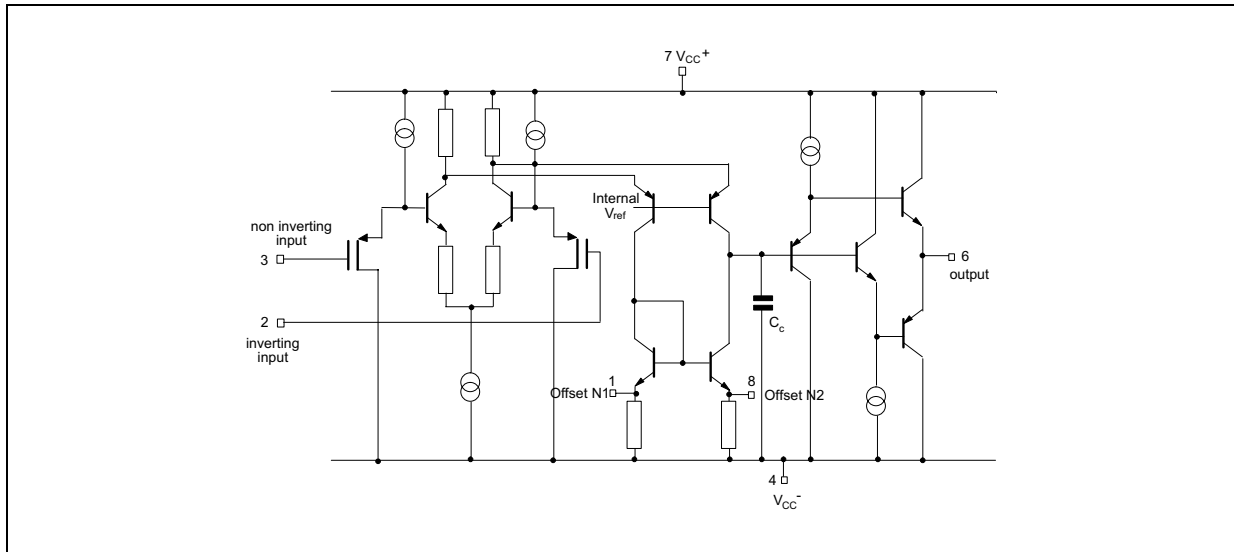 7 VCC+
Internal
Vref
non inverting
input
3
6
output
2
inverting
input
Cc
1
Offset N1
8
Offset N2
4
VCC-